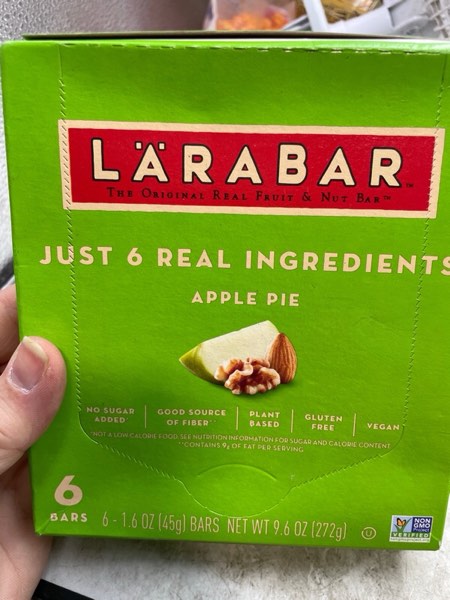 LÄRABAR™
THE ORIGINAL REAL FRUIT & NUT BAR™
JUST 6 REAL INGREDIENTS
APPLE PIE
NO SUGAR ADDED*
GOOD SOURCE OF FIBER**
PLANT BASED
GLUTEN FREE
VEGAN
*NOT A LOW CALORIE FOOD. SEE NUTRITION INFORMATION FOR SUGAR AND CALORIE CONTENT.
**CONTAINS 9g OF FAT PER SERVING
6
BARS
6 - 1.6 OZ (45g) BARS NET WT 9.6 OZ (272g)
U
NON
GMO
Project
VERIFIED